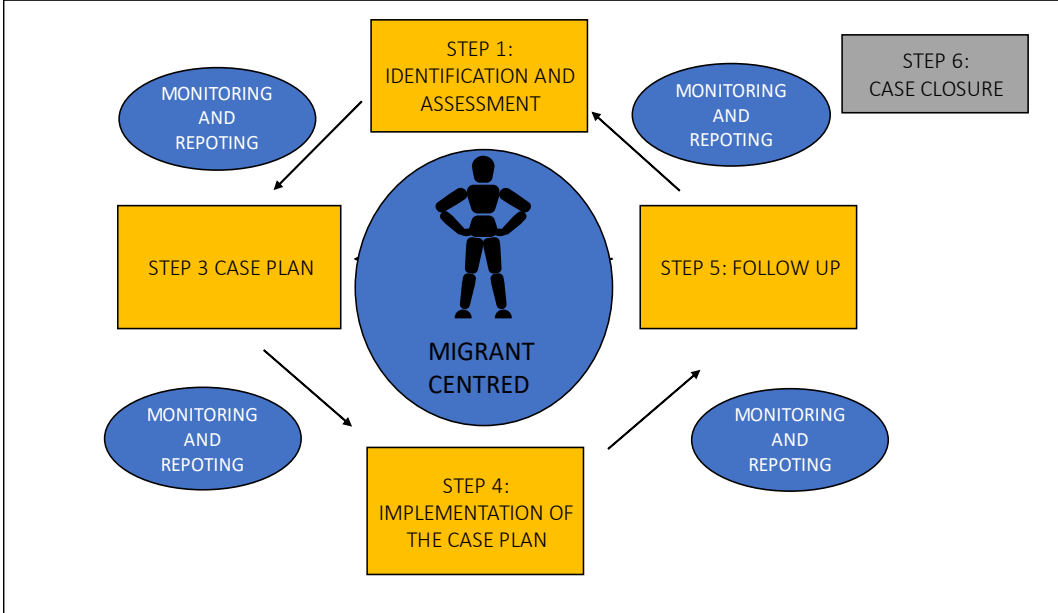 STEP 1:
IDENTIFICATION AND
ASSESSMENT
STEP 6:
CASE CLOSURE
MONITORING
AND
REPOTING
MONITORING
AND
REPOTING
STEP 3 CASE PLAN
STEP 5: FOLLOW UP
MIGRANT
CENTRED
MONITORING
AND
REPOTING
MONITORING
AND
REPOTING
STEP 4:
IMPLEMENTATION OF
THE CASE PLAN